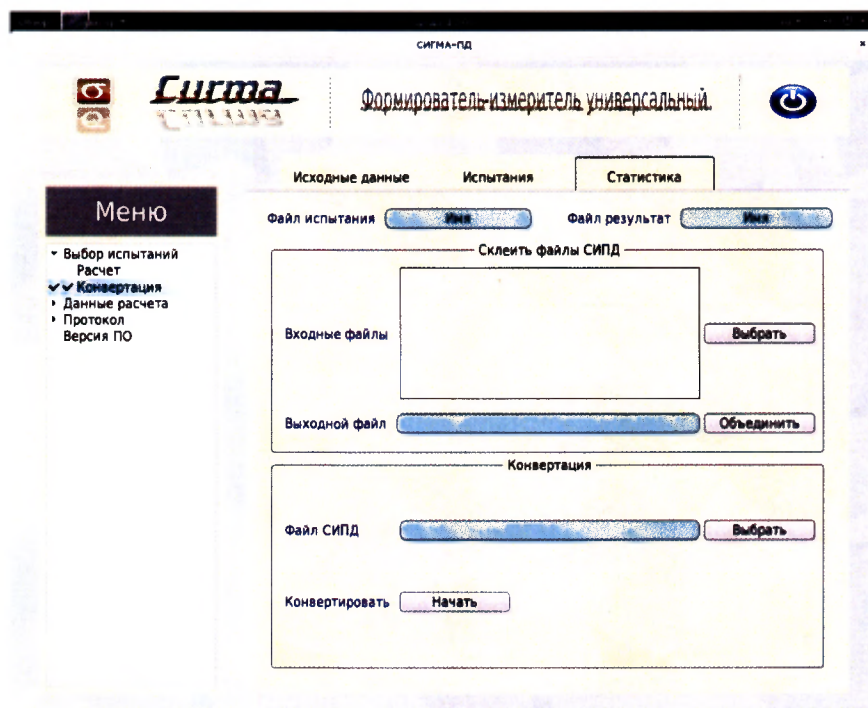 СИГМА-ПД
σ Сигма Формирователь-измеритель универсальный.
Исходные данные Испытания Статистика
Меню
Файл испытания Имя Файл результат Имя
Выбор испытаний
Расчет
Конвертация
Данные расчета
Протокол
Версия ПО
Склеить файлы СИПД
Входные файлы Выбрать
Выходной файл Объединить
Конвертация
Файл СИПД Выбрать
Конвертировать Начать